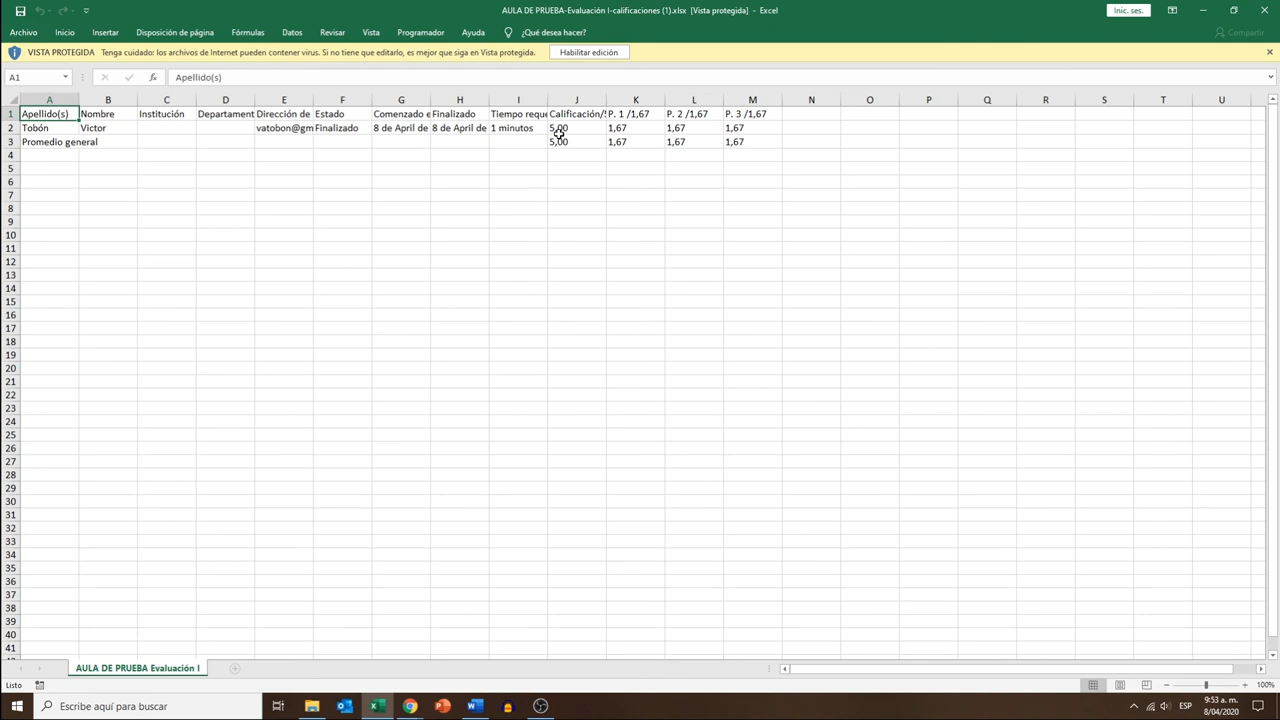 AULA DE PRUEBA-Evaluación I-calificaciones (1).xlsx [Vista protegida] - Excel
Inic. ses.
Archivo Inicio Insertar Disposición de página Fórmulas Datos Revisar Vista Programador Ayuda ¿Qué desea hacer? Compartir
VISTA PROTEGIDA Tenga cuidado: los archivos de Internet pueden contener virus. Si no tiene que editarlo, es mejor que siga en Vista protegida. Habilitar edición
A1 fx Apellido(s)
A B C D E F G H I J K L M N O P Q R S T U
1 Apellido(s) Nombre Institución Departament Dirección de Estado Comenzado e Finalizado Tiempo reque Calificación/5 P. 1 /1,67 P. 2 /1,67 P. 3 /1,67
2 Tobón Victor vatobon@gm Finalizado 8 de April de 8 de April de 1 minutos 5,00 1,67 1,67 1,67
3 Promedio general 5,00 1,67 1,67 1,67
4
5
6
7
8
9
10
11
12
13
14
15
16
17
18
19
20
21
22
23
24
25
26
27
28
29
30
31
32
33
34
35
36
37
38
39
40
41
AULA DE PRUEBA Evaluación I
Listo 100%
Escribe aquí para buscar
ESP
9:53 a. m.
8/04/2020